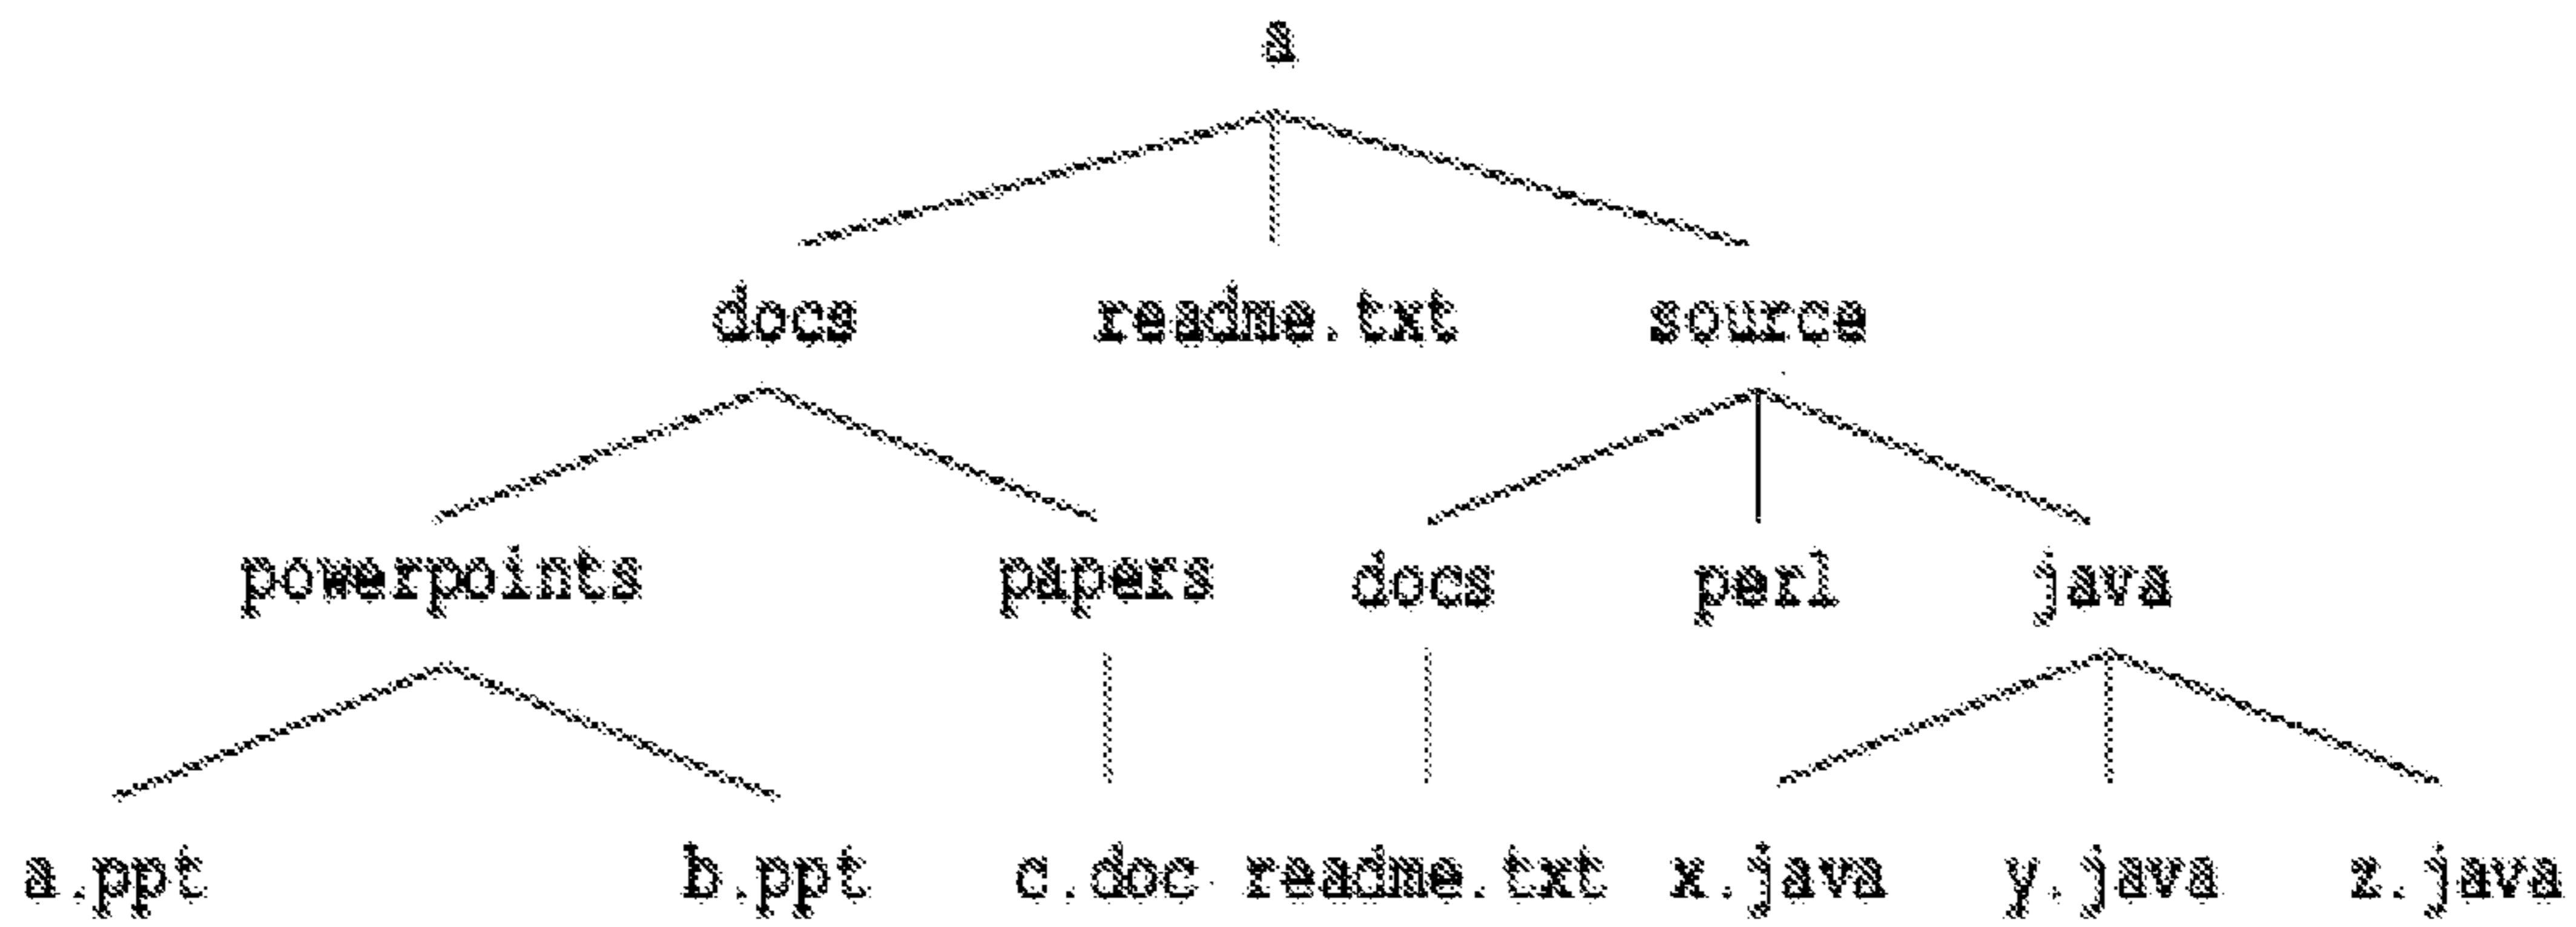 a
docs readme.txt source
powerpoints papers docs perl java
a.ppt b.ppt c.doc readme.txt x.java y.java z.java